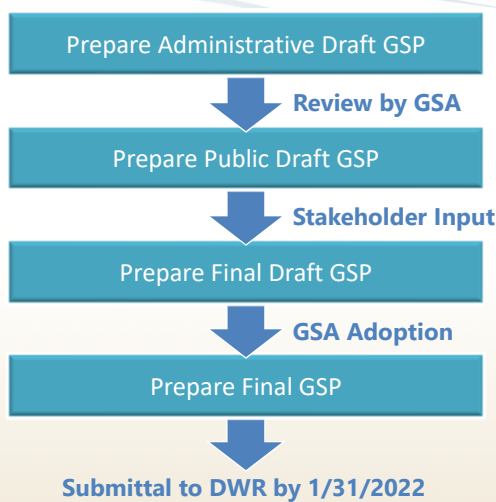 Prepare Administrative Draft GSP
Review by GSA
Prepare Public Draft GSP
Stakeholder Input
Prepare Final Draft GSP
GSA Adoption
Prepare Final GSP
Submittal to DWR by 1/31/2022